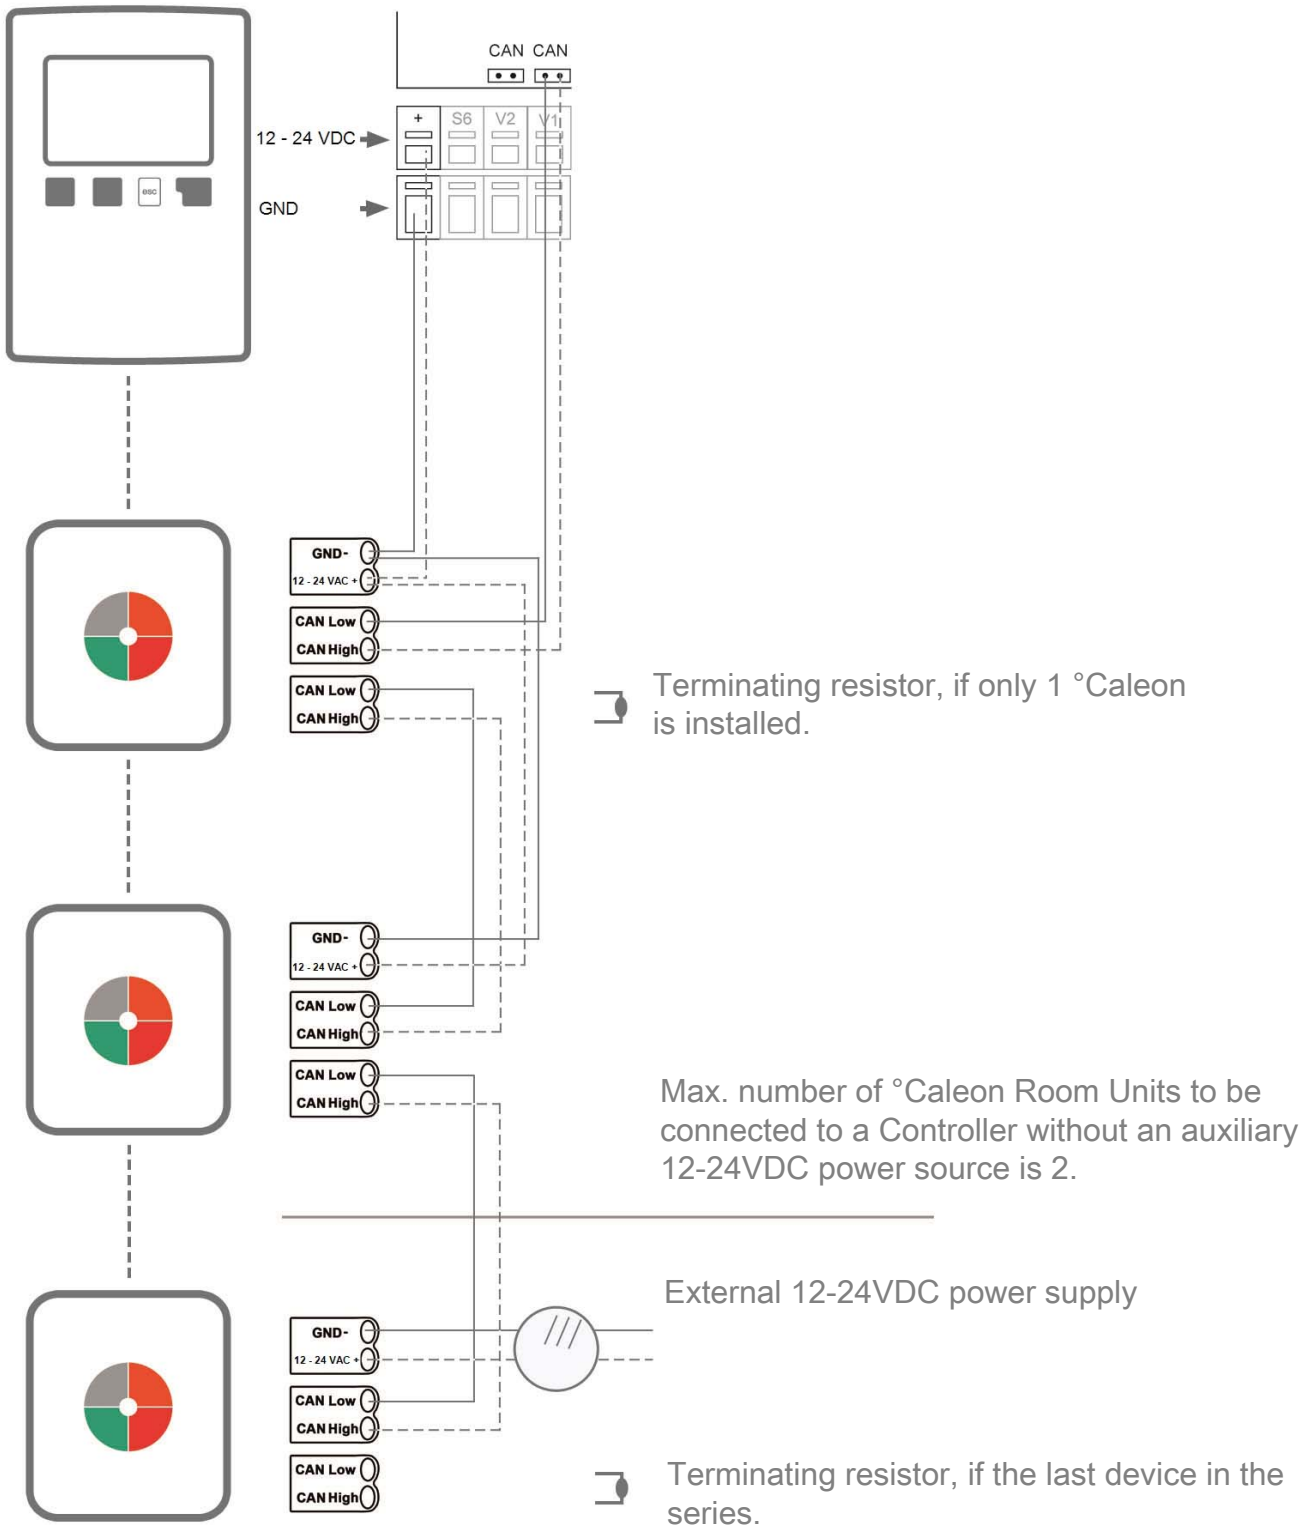 CAN CAN
12 - 24 VDC
+ S6 V2 V1
esc
GND
GND-
12 - 24 VAC +
CAN Low
CAN High
CAN Low
CAN High
Terminating resistor, if only 1 °Caleon
is installed.
GND-
12 - 24 VAC +
CAN Low
CAN High
CAN Low
CAN High
Max. number of °Caleon Room Units to be
connected to a Controller without an auxiliary
12-24VDC power source is 2.
External 12-24VDC power supply
GND-
12 - 24 VAC +
CAN Low
CAN High
CAN Low
CAN High
Terminating resistor, if the last device in the
series.